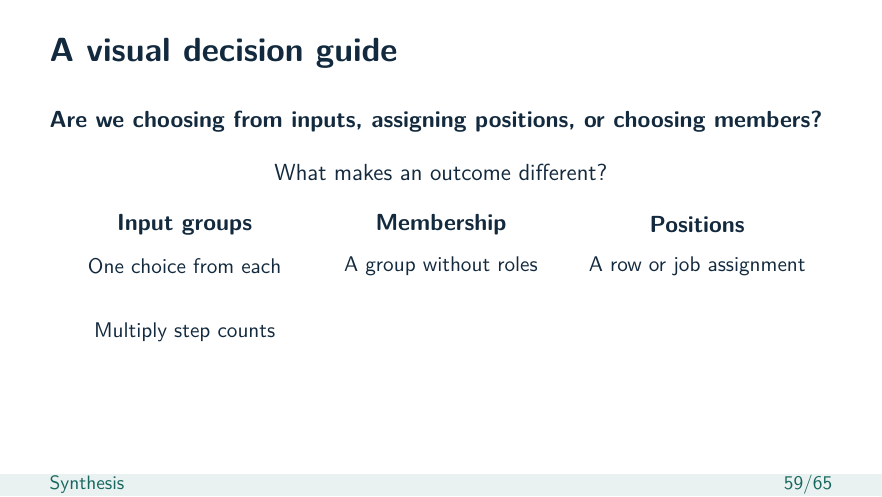 A visual decision guide
Are we choosing from inputs, assigning positions, or choosing members?
What makes an outcome different?
Input groups
Membership
Positions
One choice from each
A group without roles
A row or job assignment
Multiply step counts
Synthesis
59/65